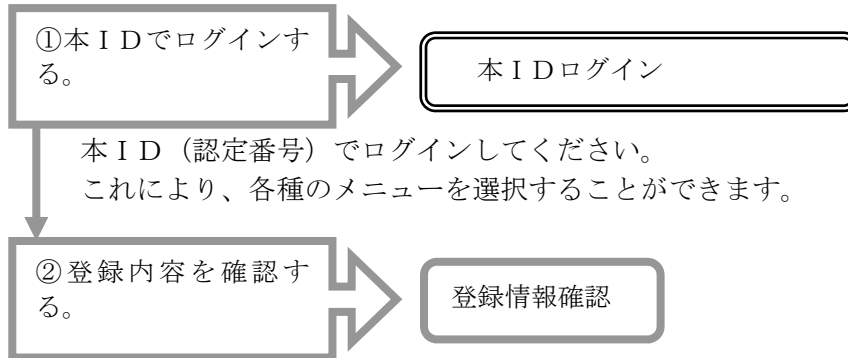 ①本ＩＤでログインす
る。
本ＩＤログイン
本ＩＤ（認定番号）でログインしてください。
これにより、各種のメニューを選択することができます。
②登録内容を確認す
る。
登録情報確認